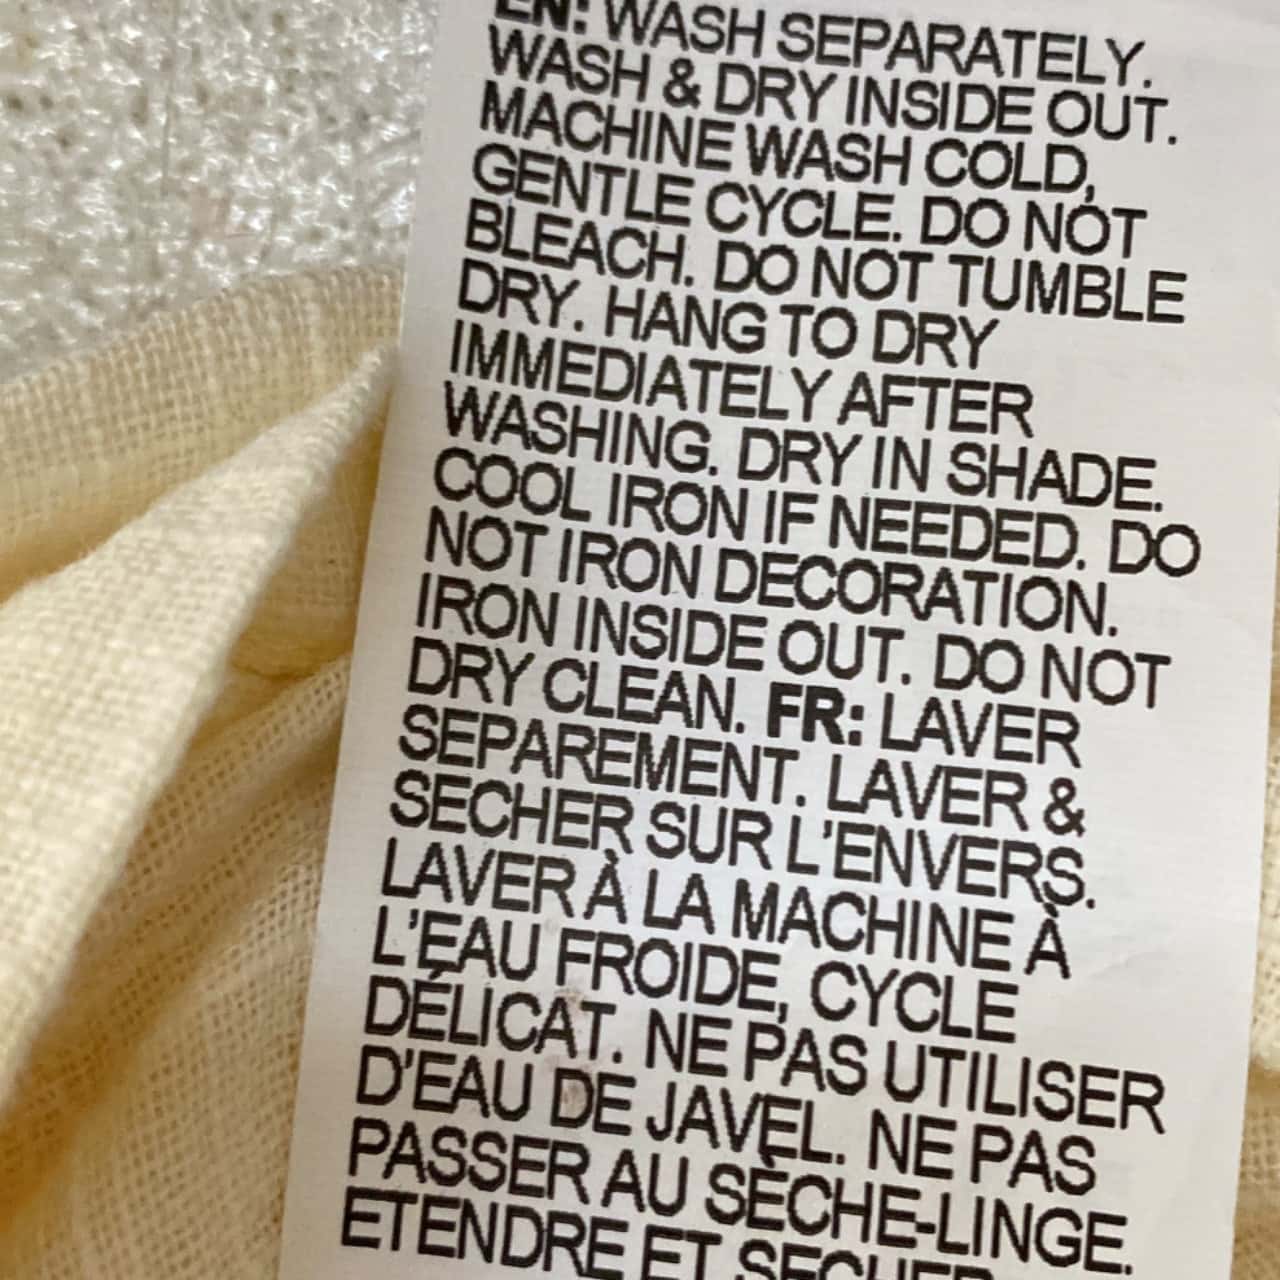 EN: WASH SEPARATELY.
WASH & DRY INSIDE OUT.
MACHINE WASH COLD,
GENTLE CYCLE. DO NOT
BLEACH. DO NOT TUMBLE
DRY. HANG TO DRY
IMMEDIATELY AFTER
WASHING. DRY IN SHADE.
COOL IRON IF NEEDED. DO
NOT IRON DECORATION.
IRON INSIDE OUT. DO NOT
DRY CLEAN. FR: LAVER
SEPAREMENT. LAVER &
SECHER SUR L'ENVERS.
LAVER À LA MACHINE À
L'EAU FROIDE, CYCLE
DÉLICAT. NE PAS UTILISER
D'EAU DE JAVEL. NE PAS
PASSER AU SÈCHE-LINGE.
ETENDRE ET SECHER